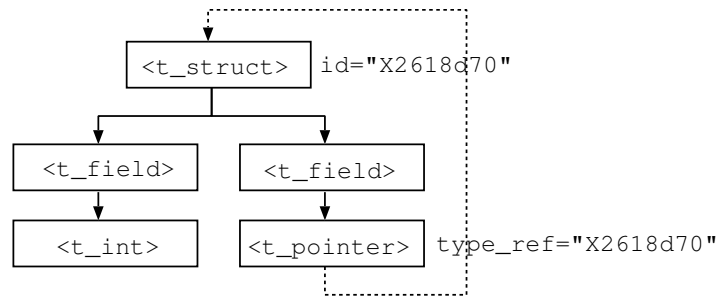 <t_struct> id="X2618d70"
<t_field> <t_field>
<t_int> <t_pointer> type_ref="X2618d70"